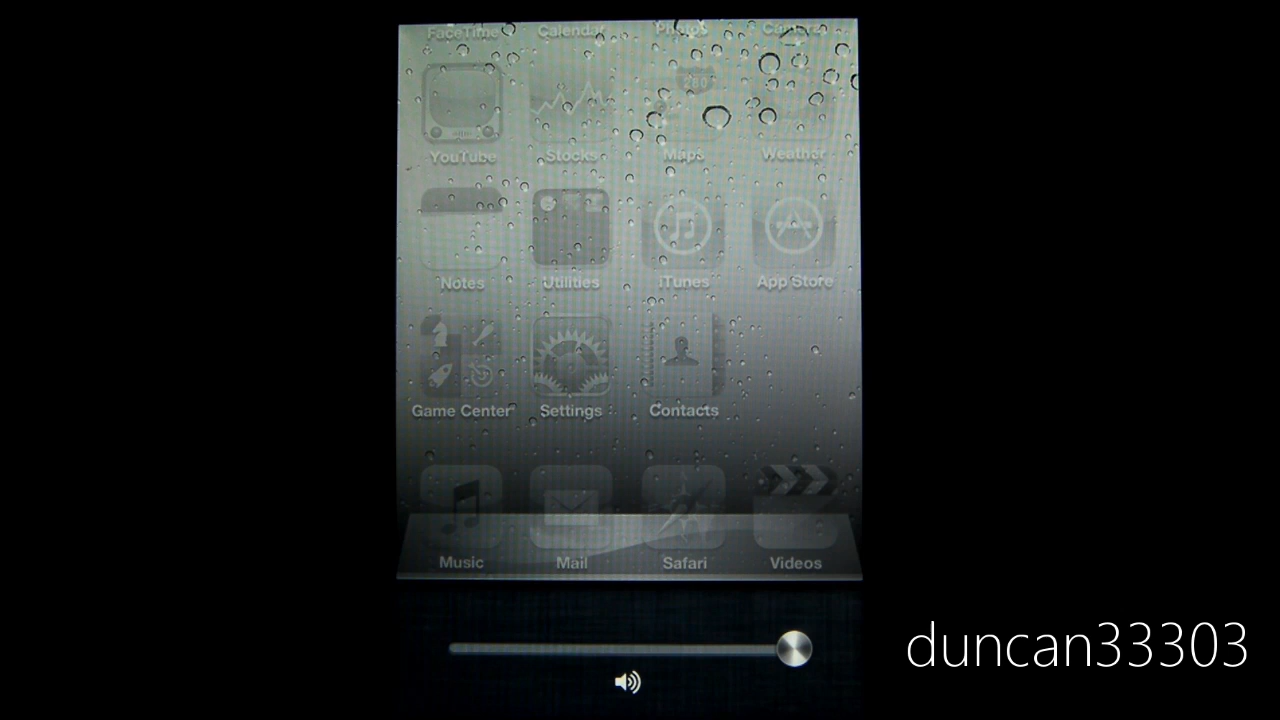 FaceTime Calendar Photos Camera
280
YouTube Stocks Maps Weather
Notes Utilities iTunes App Store
Game Center Settings Contacts
Music Mail Safari Videos
duncan33303